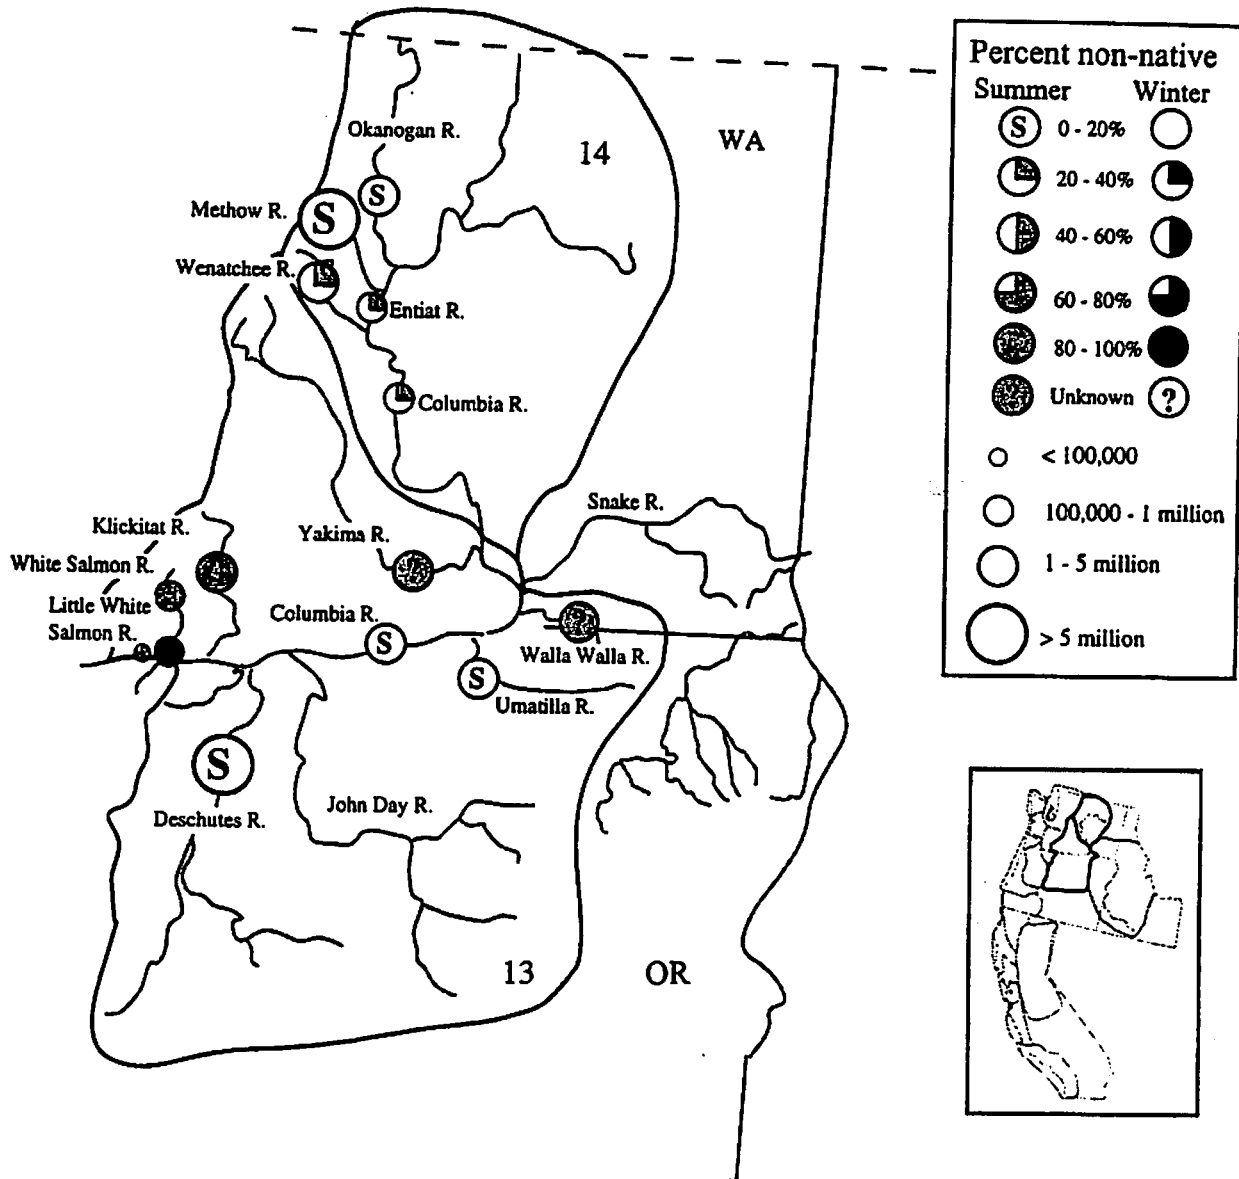 Okanogan R.
14
WA
S
Methow R.
S
Wenatchee R.
Entiat R.
Columbia R.
Snake R.
Klickitat R.
Yakima R.
White Salmon R.
Little White
Salmon R.
Columbia R.
S
?
Walla Walla R.
S
Umatilla R.
S
John Day R.
Deschutes R.
13
OR
Percent non-native
Summer Winter
S 0 - 20%
20 - 40%
40 - 60%
60 - 80%
80 - 100%
Unknown ?
< 100,000
100,000 - 1 million
1 - 5 million
> 5 million